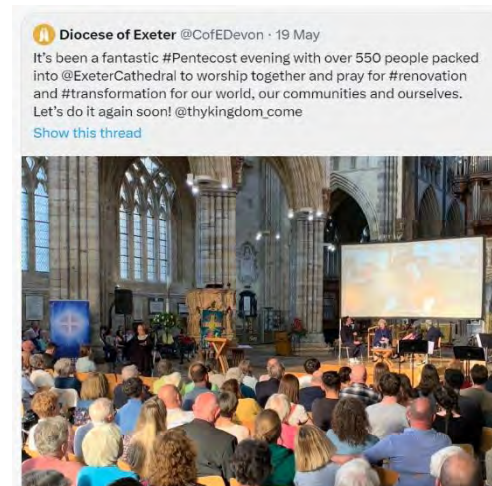 Diocese of Exeter @CofEDevon · 19 May
It's been a fantastic #Pentecost evening with over 550 people packed
into @ExeterCathedral to worship together and pray for #renovation
and #transformation for our world, our communities and ourselves.
Let's do it again soon! @thykingdom_come
Show this thread